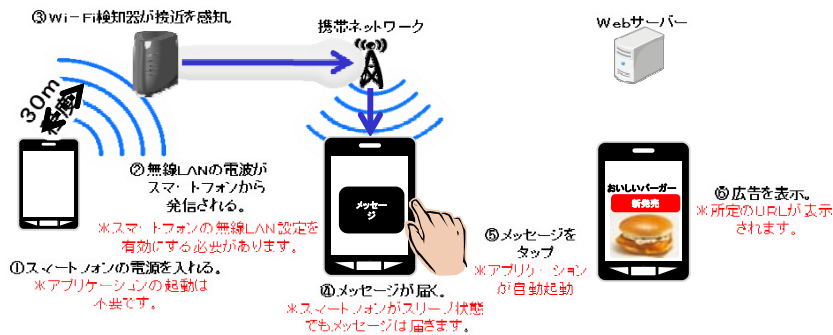 ③Wi-Fi検知器が接近を感知。
携帯ネットワーク
Webサーバー
30m
程度
②無線LANの電波が
スマートフォンから
発信される。
※スマートフォンの無線LAN設定を
有効にする必要があります。
①スマートフォンの電源を入れる。
※アプリケーションの起動は
不要です。
メッセー
ジ
④メッセージが届く。
※スマートフォンがスリープ状態
でもメッセージは届きます。
⑤メッセージを
タップ
※アプリケーション
が自動起動
おいしいバーガー
新発売
⑥広告を表示。
※所定のURLが表示
されます。